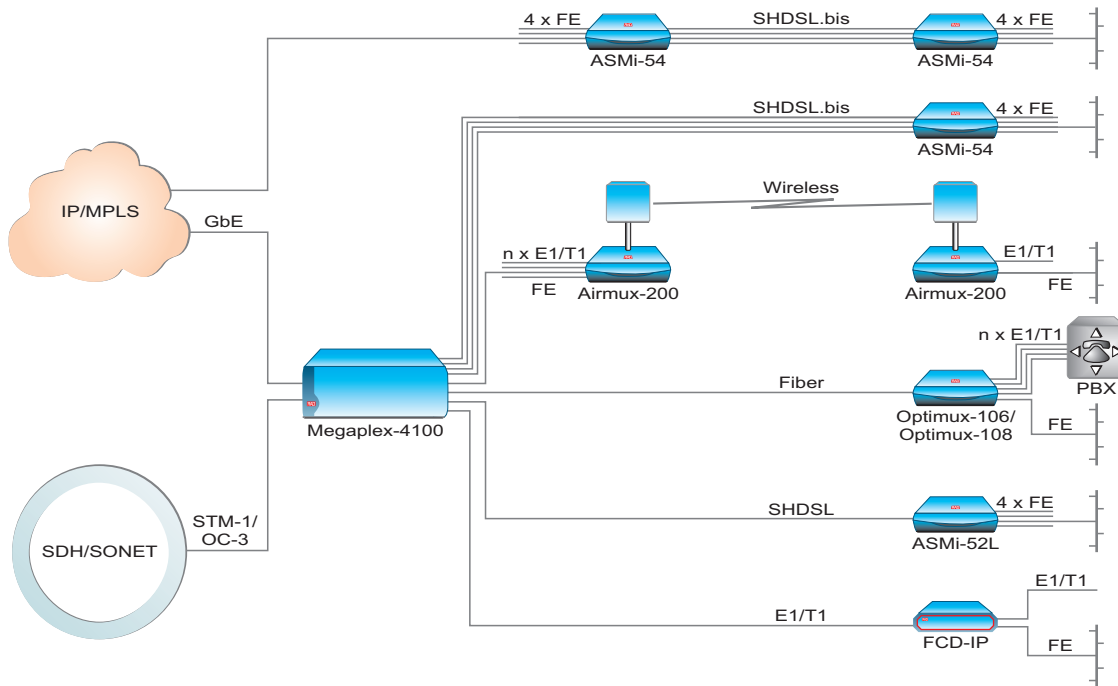 4 x FE
SHDSL.bis
4 x FE
ASMi-54
ASMi-54
SHDSL.bis
4 x FE
ASMi-54
IP/MPLS
GbE
Wireless
n x E1/T1
FE
Airmux-200
E1/T1
FE
Airmux-200
n x E1/T1
PBX
Fiber
Megaplex-4100
Optimux-106/
Optimux-108
FE
STM-1/
OC-3
SDH/SONET
SHDSL
4 x FE
ASMi-52L
E1/T1
E1/T1
FCD-IP
FE